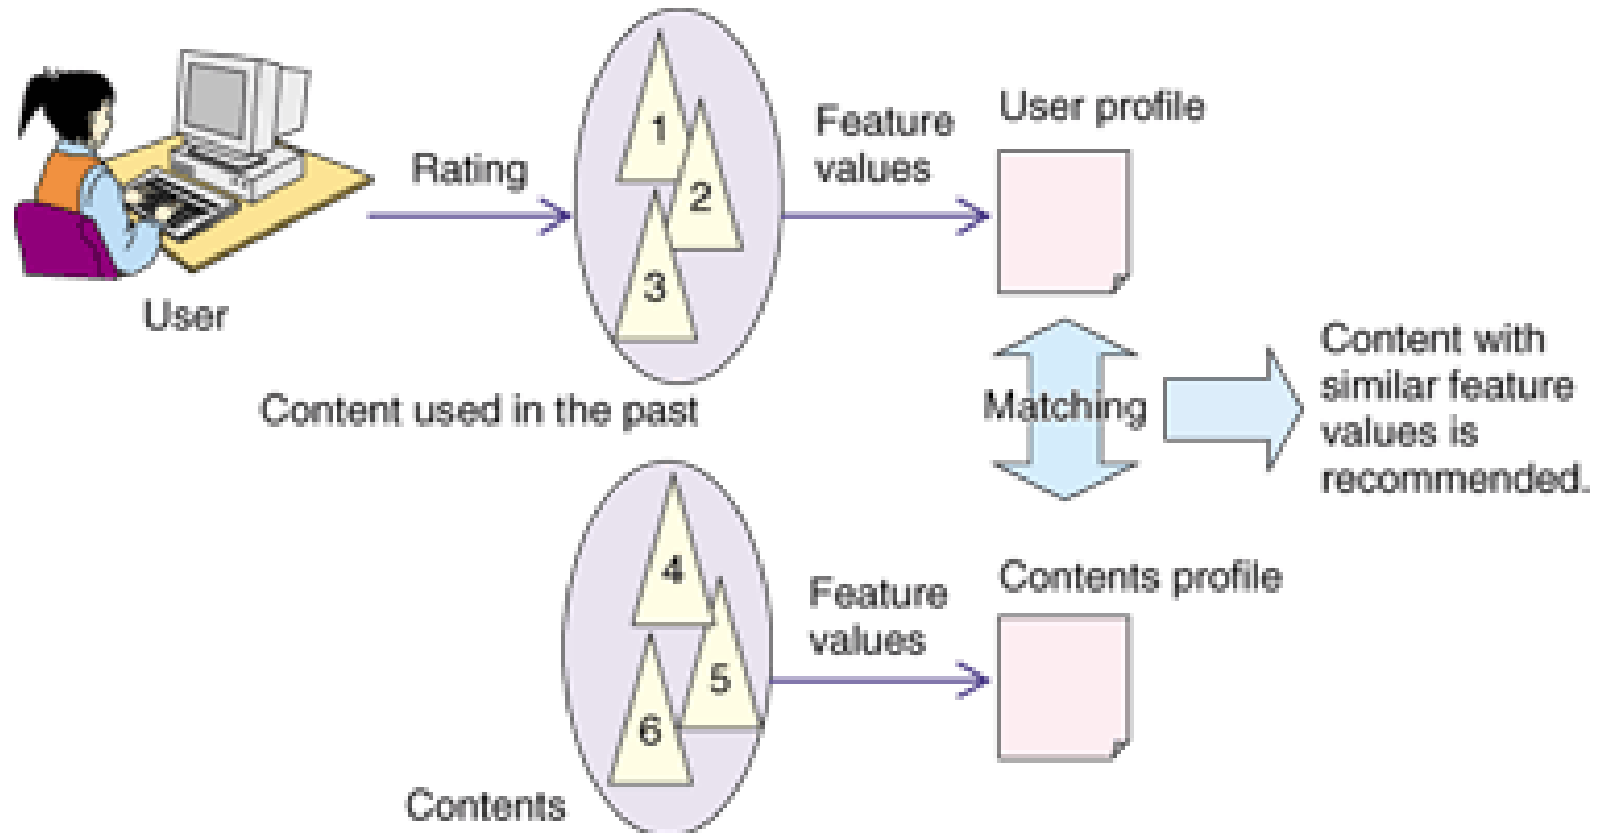 User
Rating
1
2
3
Content used in the past
Feature
values
User profile
Matching
Content with
similar feature
values is
recommended.
4
5
6
Contents
Feature
values
Contents profile